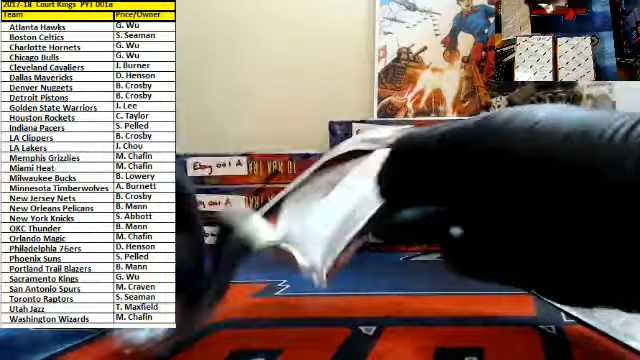 2017-18 Court Kings PYT 001a
Team Price/Owner
Atlanta Hawks G. Wu
Boston Celtics S. Seaman
Charlotte Hornets G. Wu
Chicago Bulls G. Wu
Cleveland Cavaliers J. Burner
Dallas Mavericks D. Henson
Denver Nuggets B. Crosby
Detroit Pistons B. Crosby
Golden State Warriors J. Lee
Houston Rockets C. Taylor
Indiana Pacers S. Pelled
LA Clippers B. Crosby
LA Lakers J. Chou
Memphis Grizzlies M. Chafin
Miami Heat M. Chafin
Milwaukee Bucks B. Lowery
Minnesota Timberwolves A. Burnett
New Jersey Nets B. Crosby
New Orleans Pelicans B. Mann
New York Knicks S. Abbott
OKC Thunder B. Mann
Orlando Magic M. Chafin
Philadelphia 76ers D. Henson
Phoenix Suns S. Pelled
Portland Trail Blazers B. Mann
Sacramento Kings G. Wu
San Antonio Spurs M. Craven
Toronto Raptors S. Seaman
Utah Jazz T. Maxfield
Washington Wizards M. Chafin